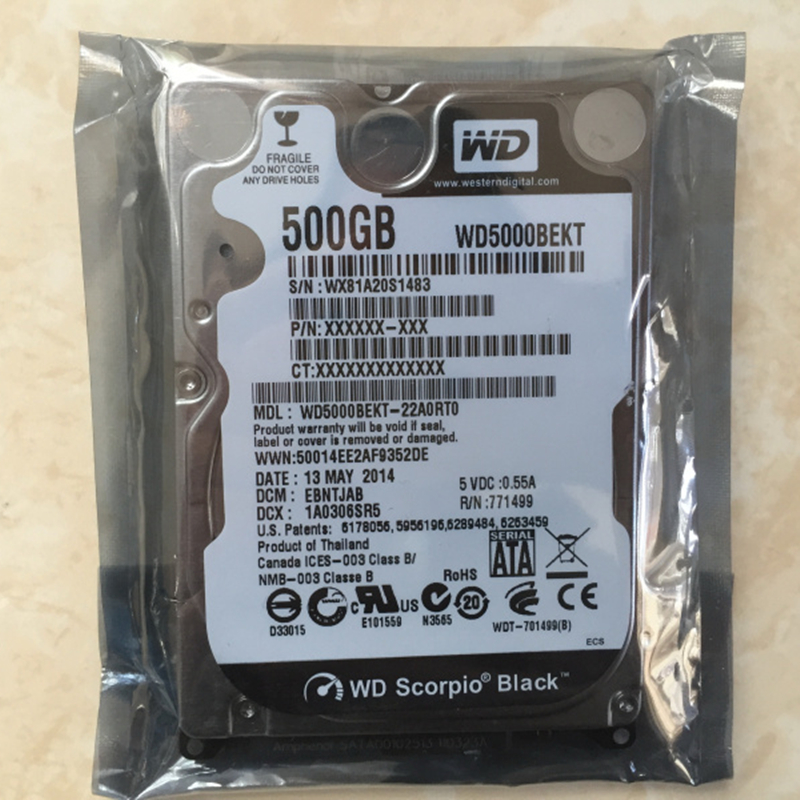 FRAGILE
DO NOT COVER
ANY DRIVE HOLES
WD
www.westerndigital.com
500GB WD5000BEKT
S/N : WX81A20S1483
P/N: XXXXXX-XXX
CT:XXXXXXXXXXXXX
MDL : WD5000BEKT-22A0RT0
Product warranty will be void if seal,
label or cover is removed or damaged.
WWN:50014EE2AF9352DE
DATE : 13 MAY 2014 5 VDC :0.55A
DCM : EBNTJAB R/N :771499
DCX : 1A0306SR5
U.S. Patents: 6178056,5956196,6289484, 6263459
Product of Thailand
Canada ICES-003 Class B/
NMB-003 Classe B
SERIAL
ATA
RoHS
20
c US
CE
D33015 E101559 N3565 WDT-701499(B)
ECS
WD Scorpio® Black™